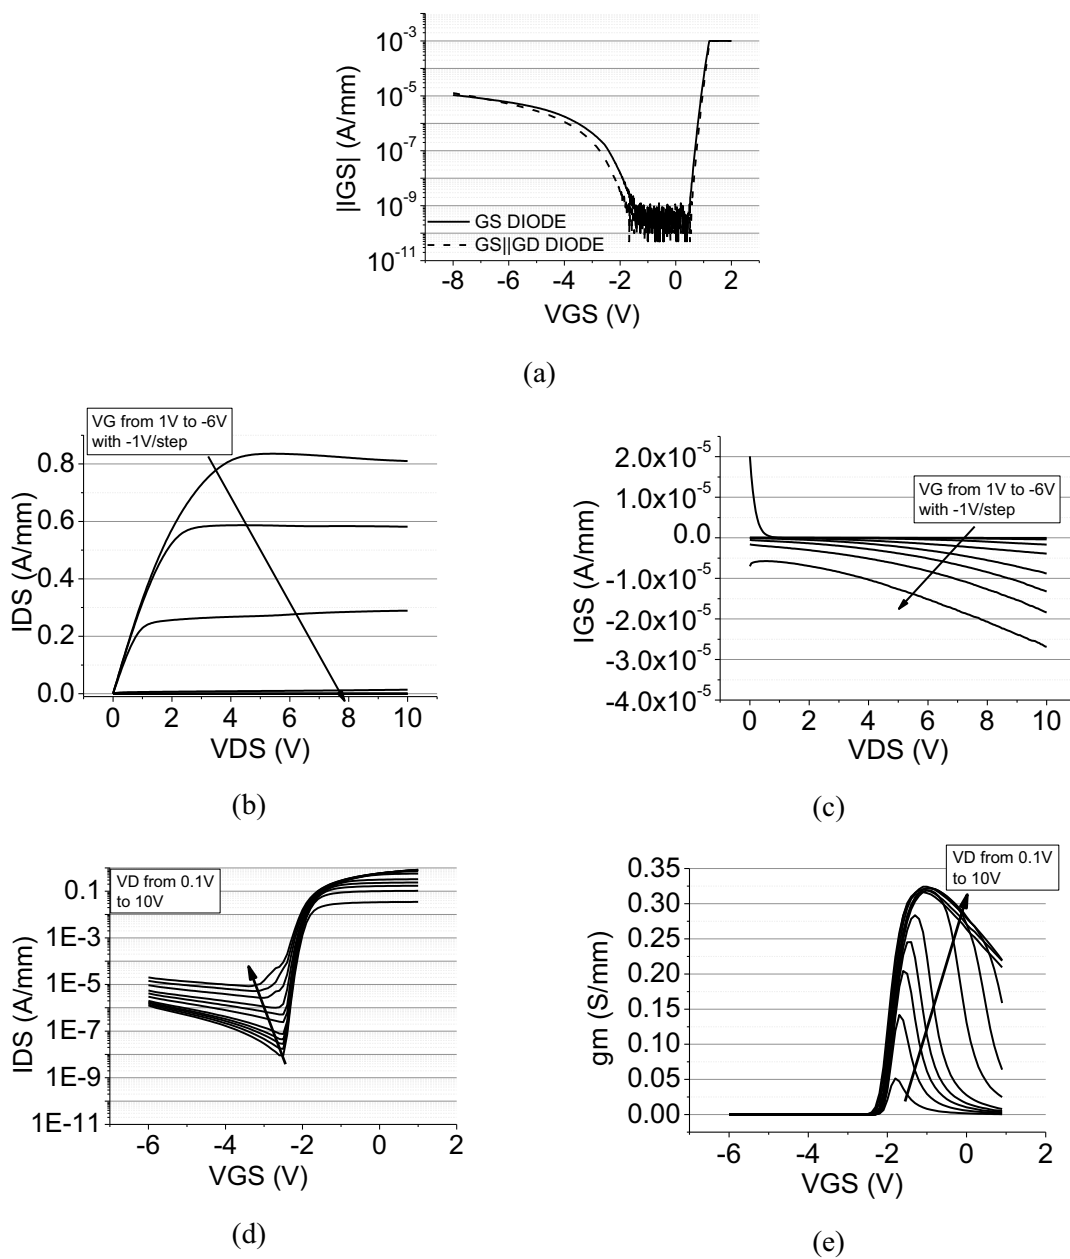 10⁻³
10⁻⁵
10⁻⁷
10⁻⁹
10⁻¹¹
|IGS| (A/mm)
GS DIODE
GS||GD DIODE
-8 -6 -4 -2 0 2
VGS (V)
(a)
VG from 1V to -6V
with -1V/step
0.8
0.6
0.4
0.2
0.0
IDS (A/mm)
0 2 4 6 8 10
VDS (V)
(b)
2.0x10⁻⁵
1.0x10⁻⁵
0.0
-1.0x10⁻⁵
-2.0x10⁻⁵
-3.0x10⁻⁵
-4.0x10⁻⁵
IGS (A/mm)
VG from 1V to -6V
with -1V/step
0 2 4 6 8 10
VDS (V)
(c)
VD from 0.1V
to 10V
0.1
1E-3
1E-5
1E-7
1E-9
1E-11
IDS (A/mm)
-6 -4 -2 0 2
VGS (V)
(d)
VD from 0.1V
to 10V
0.35
0.30
0.25
0.20
0.15
0.10
0.05
0.00
gm (S/mm)
-6 -4 -2 0 2
VGS (V)
(e)